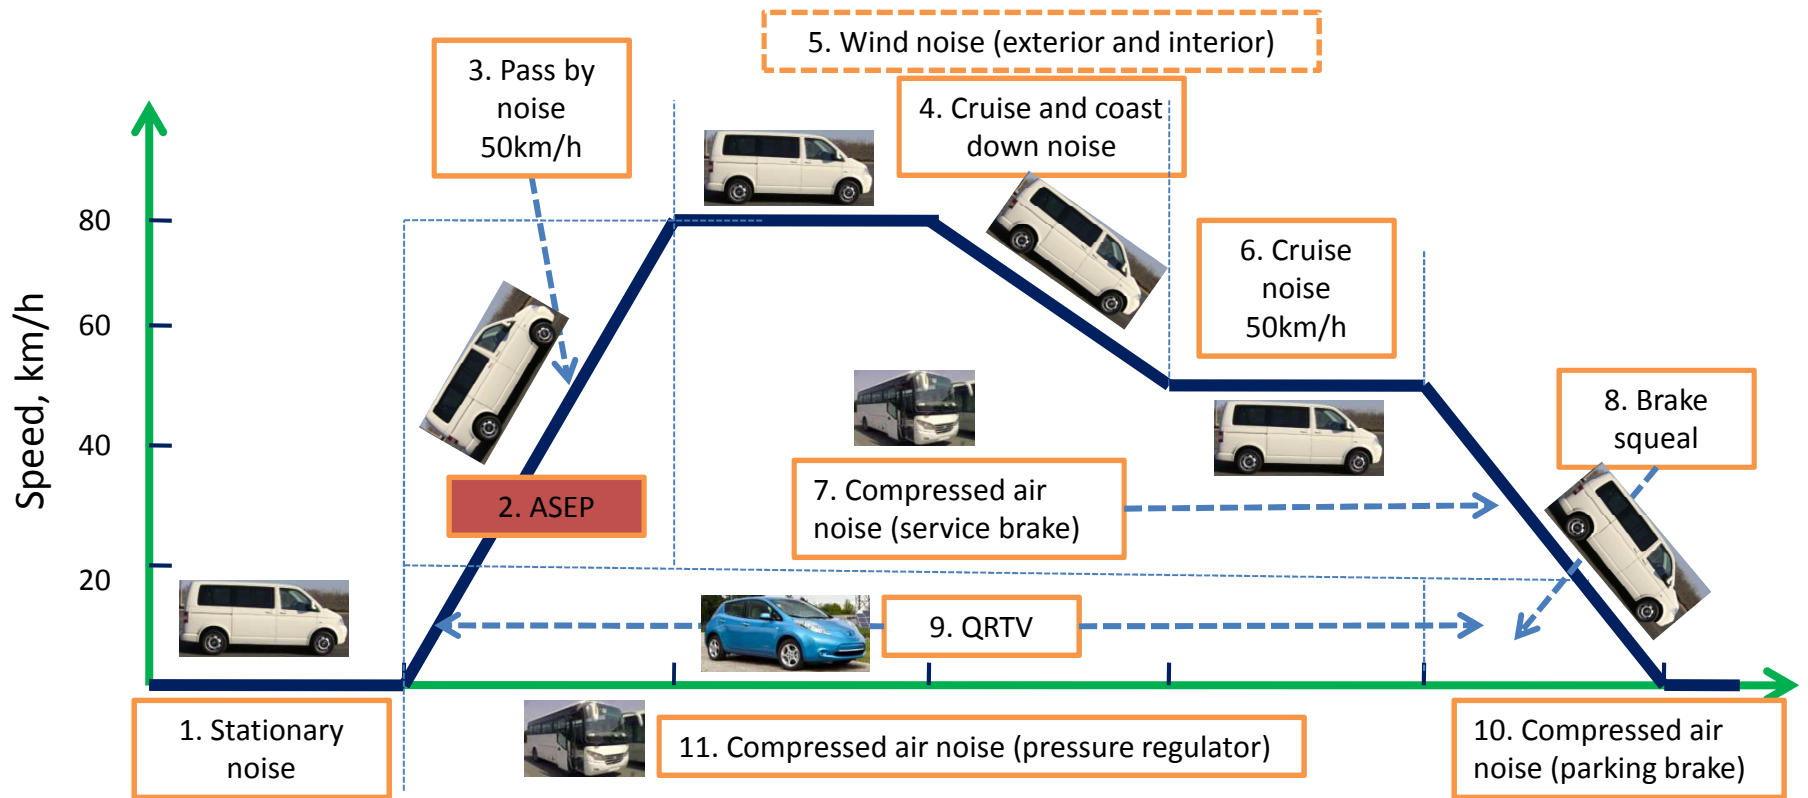 5. Wind noise (exterior and interior)
3. Pass by
noise
50km/h
4. Cruise and coast
down noise
80
6. Cruise
noise
50km/h
60
Speed, km/h
8. Brake
squeal
40
7. Compressed air
noise (service brake)
2. ASEP
20
9. QRTV
1. Stationary
noise
11. Compressed air noise (pressure regulator)
10. Compressed air
noise (parking brake)